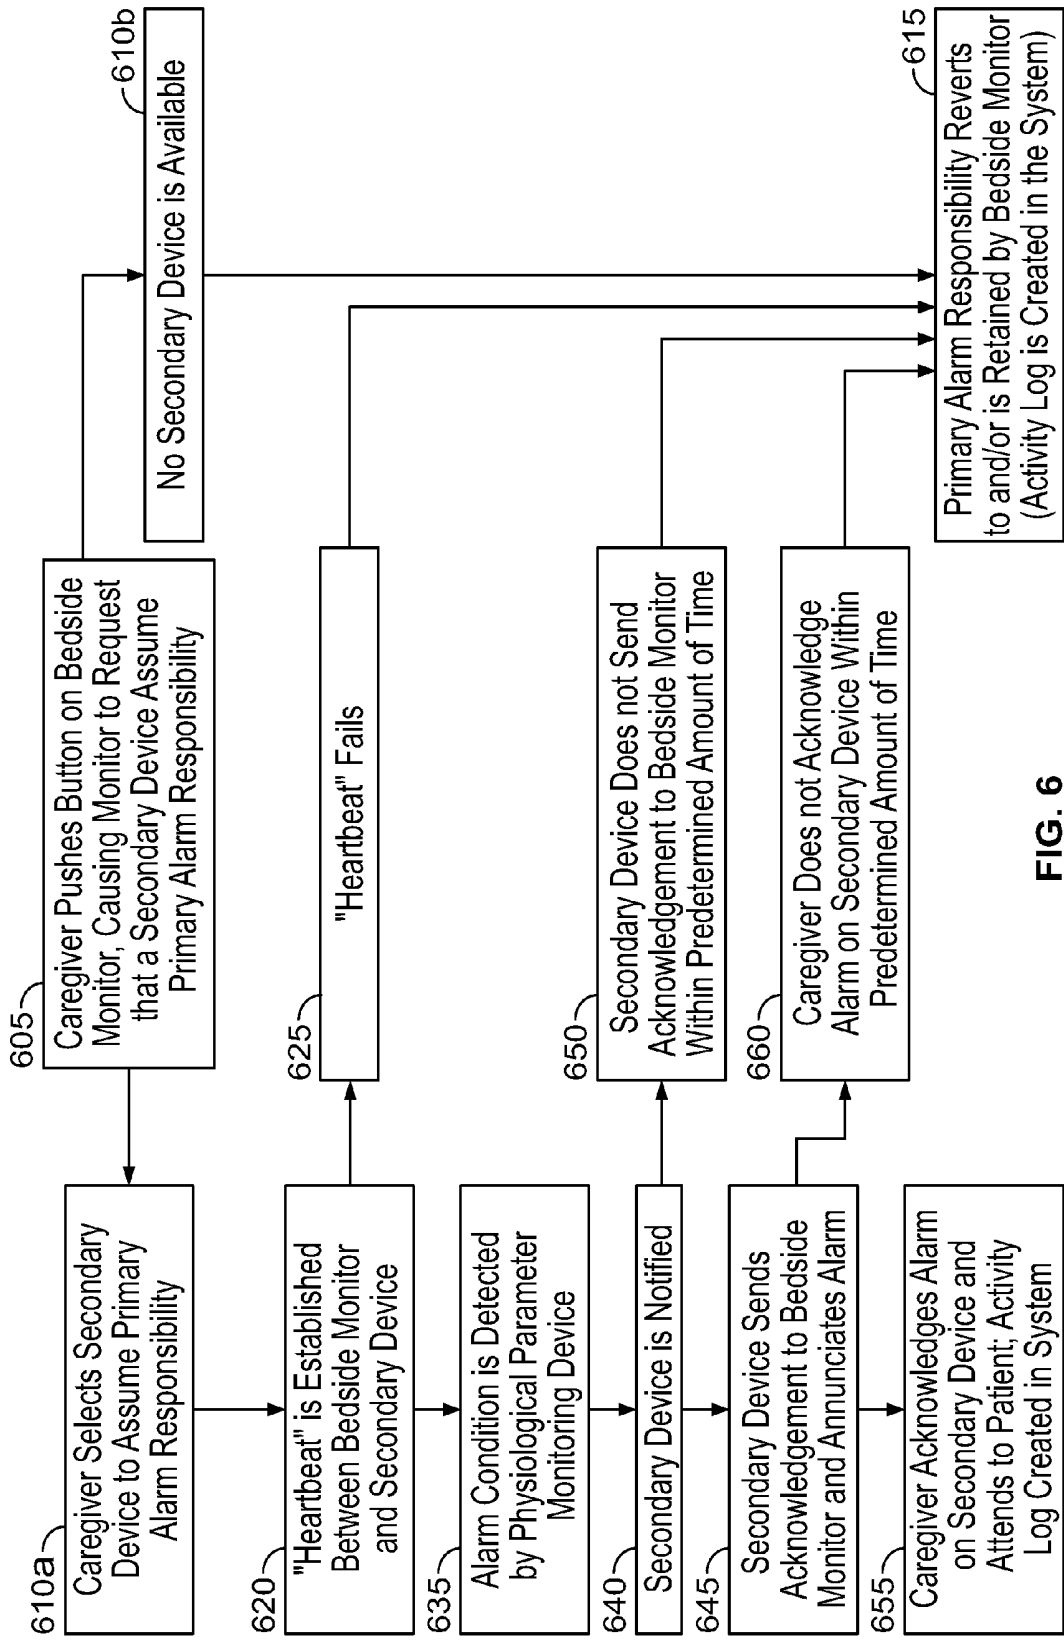 605
Caregiver Pushes Button on Bedside
Monitor, Causing Monitor to Request
that a Secondary Device Assume
Primary Alarm Responsibility
610a
Caregiver Selects Secondary
Device to Assume Primary
Alarm Responsibility
610b
No Secondary Device is Available
620
"Heartbeat" is Established
Between Bedside Monitor
and Secondary Device
625
"Heartbeat" Fails
635
Alarm Condition is Detected
by Physiological Parameter
Monitoring Device
640
Secondary Device is Notified
650
Secondary Device Does not Send
Acknowledgement to Bedside Monitor
Within Predetermined Amount of Time
645
Secondary Device Sends
Acknowledgement to Bedside
Monitor and Annunciates Alarm
660
Caregiver Does not Acknowledge
Alarm on Secondary Device Within
Predetermined Amount of Time
655
Caregiver Acknowledges Alarm
on Secondary Device and
Attends to Patient; Activity
Log Created in System
615
Primary Alarm Responsibility Reverts
to and/or is Retained by Bedside Monitor
(Activity Log is Created in the System)
FIG. 6